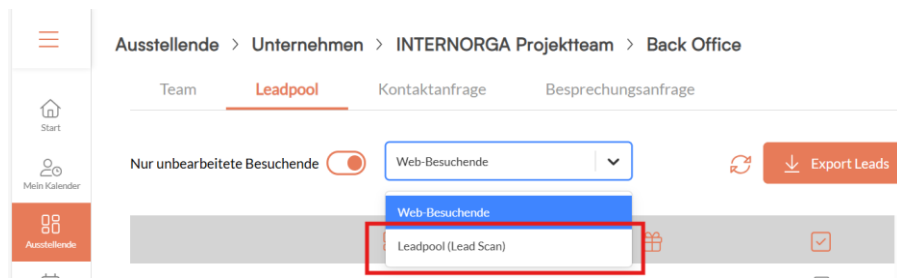 Ausstellende > Unternehmen > INTERNORGA Projektteam > Back Office
Team Leadpool Kontaktanfrage Besprechungsanfrage
Start
Nur unbearbeitete Besuchende Web-Besuchende Export Leads
Mein Kalender
Web-Besuchende
Ausstellende
Leadpool (Lead Scan)